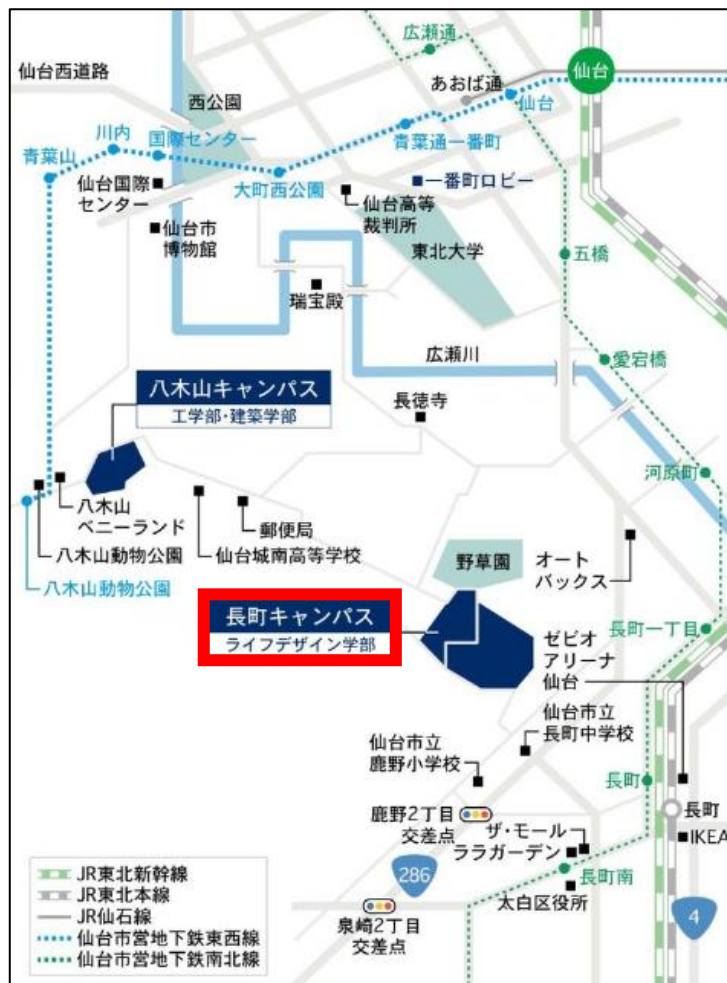 広瀬通
仙台西道路
あおば通
仙台
仙台
西公園
川内
国際センター
青葉通一番町
青葉山
大町西公園
一番町ロビー
仙台国際
センター
仙台高等
裁判所
仙台市
博物館
東北大学
五橋
瑞宝殿
広瀬川
愛宕橋
八木山キャンパス
工学部・建築学部
長徳寺
河原町
八木山
ベニーランド
郵便局
野草園
オート
バックス
八木山動物公園
仙台城南高等学校
八木山動物公園
長町キャンパス
ライフデザイン学部
長町一丁目
ゼビオ
アリーナ
仙台
仙台市立
長町中学校
仙台市立
鹿野小学校
長町
長町
鹿野2丁目
交差点
ザ・モール
ララガーデン
IKEA
286
長町南
太白区役所
泉崎2丁目
交差点
4
JR東北新幹線
JR東北本線
JR仙石線
仙台市営地下鉄東西線
仙台市営地下鉄南北線